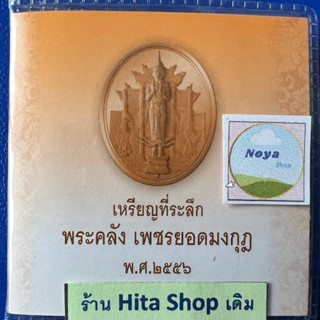 Noya
เหรียญที่ระลึก
พระคลัง เพชรยอดมงกุฎ
พ.ศ.๒๕๕๖
ร้าน Hita Shop เดิม